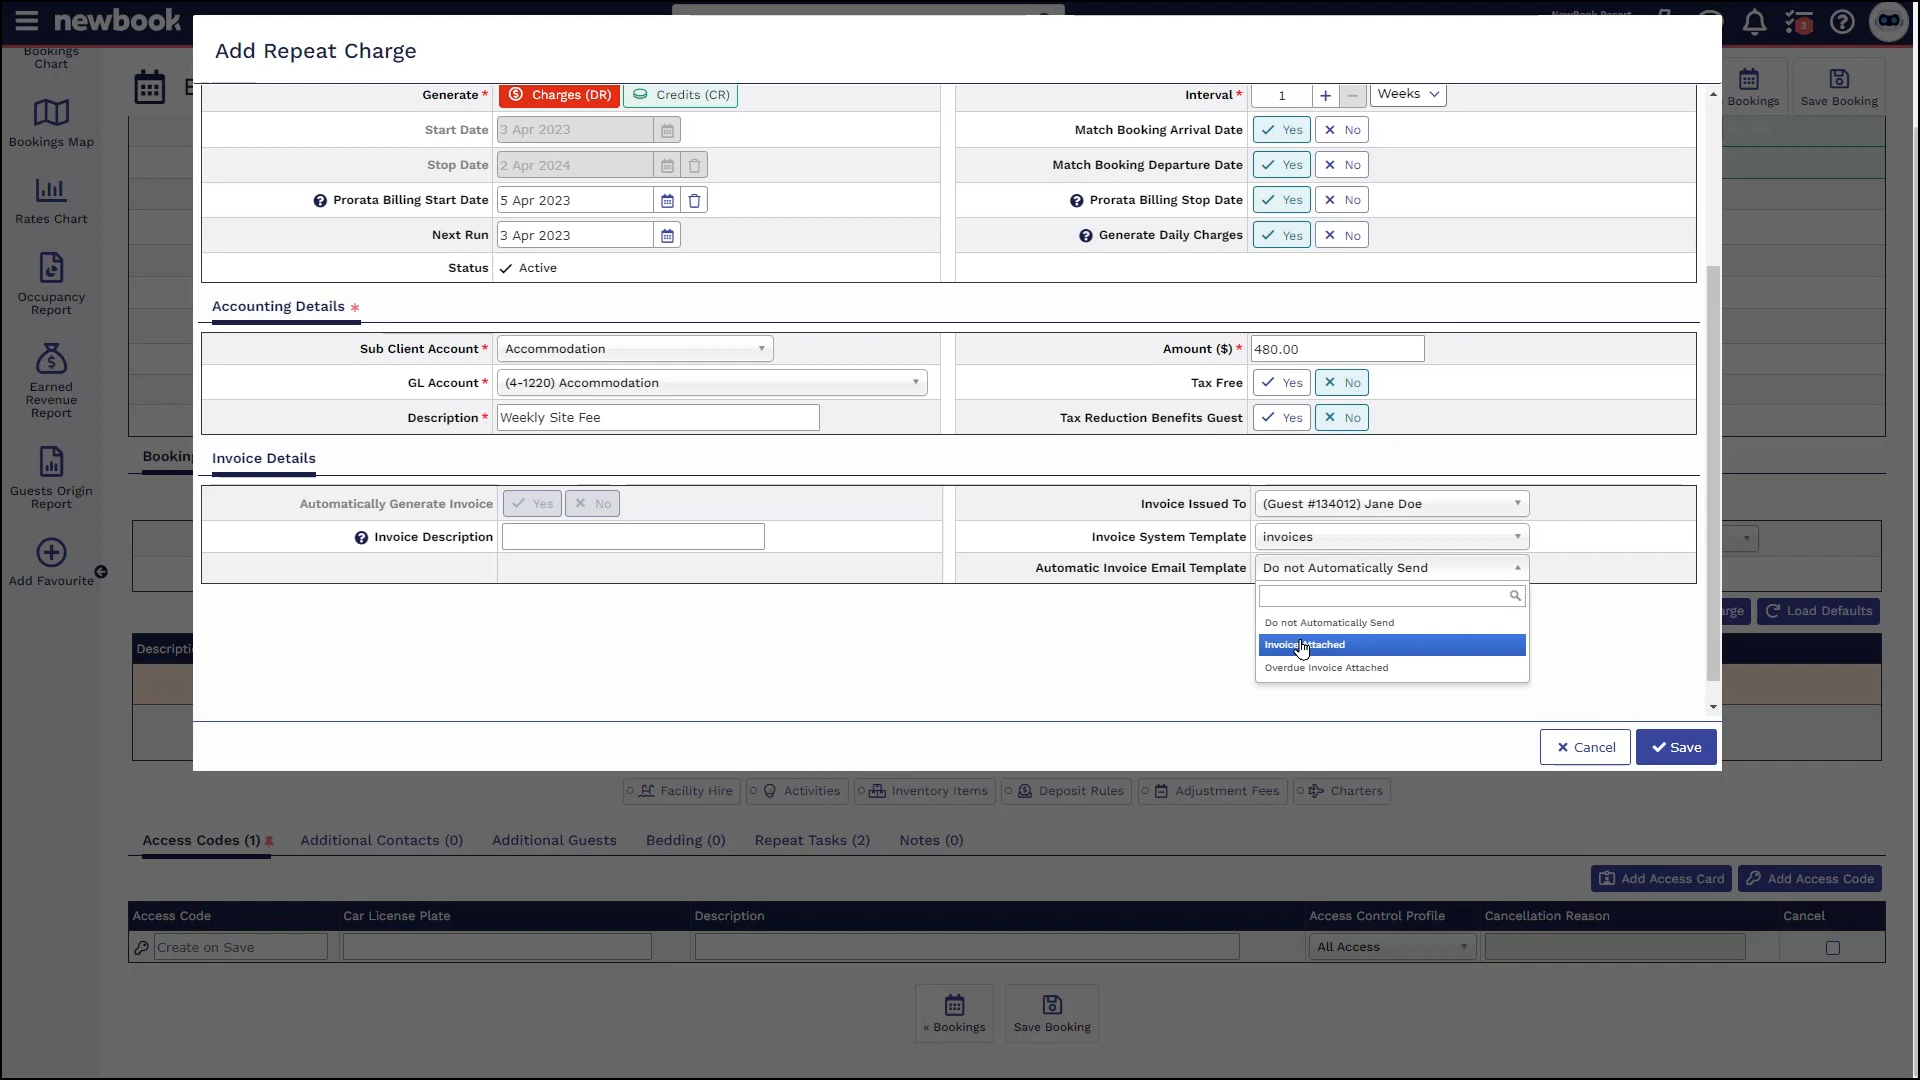 newbook
NewBook Resort
3
Add Repeat Charge
Bookings Chart
Bookings Map
Rates Chart
Occupancy Report
Earned Revenue Report
Guests Origin Report
Add Favourite
Bookings
Save Booking
Generate * Charges (DR) Credits (CR)
Interval * 1 + − Weeks
Start Date 3 Apr 2023
Match Booking Arrival Date Yes No
Stop Date 2 Apr 2024
Match Booking Departure Date Yes No
Prorata Billing Start Date 5 Apr 2023
Prorata Billing Stop Date Yes No
Next Run 3 Apr 2023
Generate Daily Charges Yes No
Status Active
Accounting Details *
Sub Client Account * Accommodation
Amount ($) * 480.00
GL Account * (4-1220) Accommodation
Tax Free Yes No
Description * Weekly Site Fee
Tax Reduction Benefits Guest Yes No
Invoice Details
Automatically Generate Invoice Yes No
Invoice Issued To (Guest #134012) Jane Doe
Invoice Description
Invoice System Template invoices
Automatic Invoice Email Template Do not Automatically Send
Do not Automatically Send
Invoice Attached
Overdue Invoice Attached
Load Defaults
Cancel Save
Facility Hire Activities Inventory Items Deposit Rules Adjustment Fees Charters
Access Codes (1) Additional Contacts (0) Additional Guests Bedding (0) Repeat Tasks (2) Notes (0)
Add Access Card Add Access Code
Access Code Car License Plate Description Access Control Profile Cancellation Reason Cancel
Create on Save All Access
« Bookings Save Booking